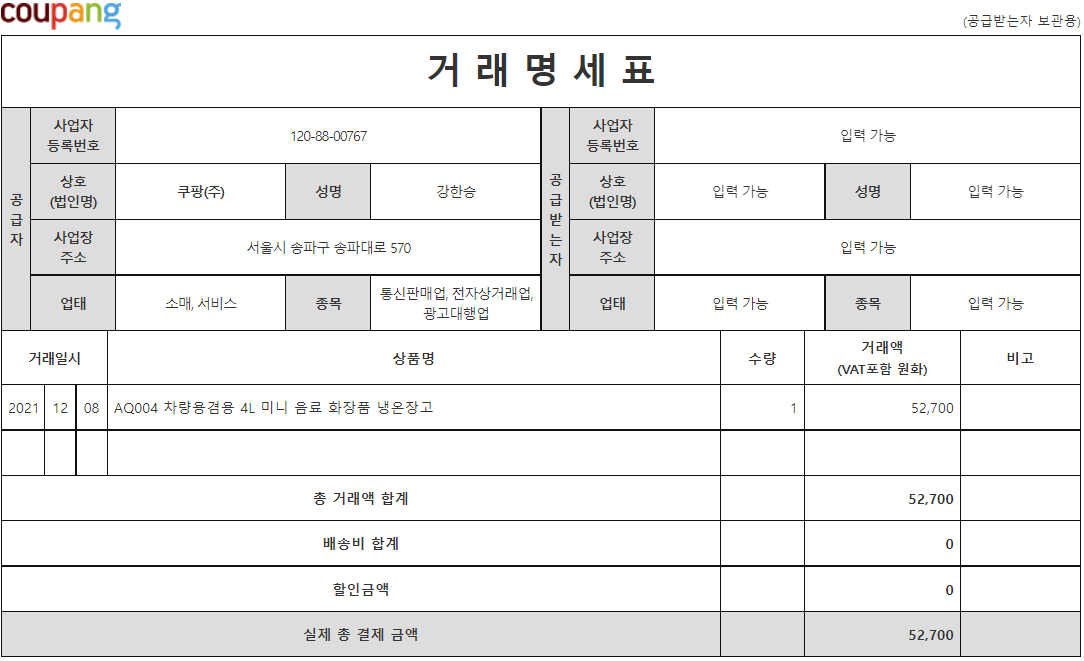 coupang
(공급받는자 보관용)
거 래 명 세 표
공급자
사업자
등록번호
120-88-00767
상호
(법인명)
쿠팡(주)
성명
강한승
사업장
주소
서울시 송파구 송파대로 570
업태
소매, 서비스
종목
통신판매업, 전자상거래업,
광고대행업
공급받는자
사업자
등록번호
입력 가능
상호
(법인명)
입력 가능
성명
입력 가능
사업장
주소
입력 가능
업태
입력 가능
종목
입력 가능
거래일시 상품명 수량 거래액
(VAT포함 원화) 비고
2021 12 08 AQ004 차량용겸용 4L 미니 음료 화장품 냉온장고 1 52,700
총 거래액 합계 52,700
배송비 합계 0
할인금액 0
실제 총 결제 금액 52,700